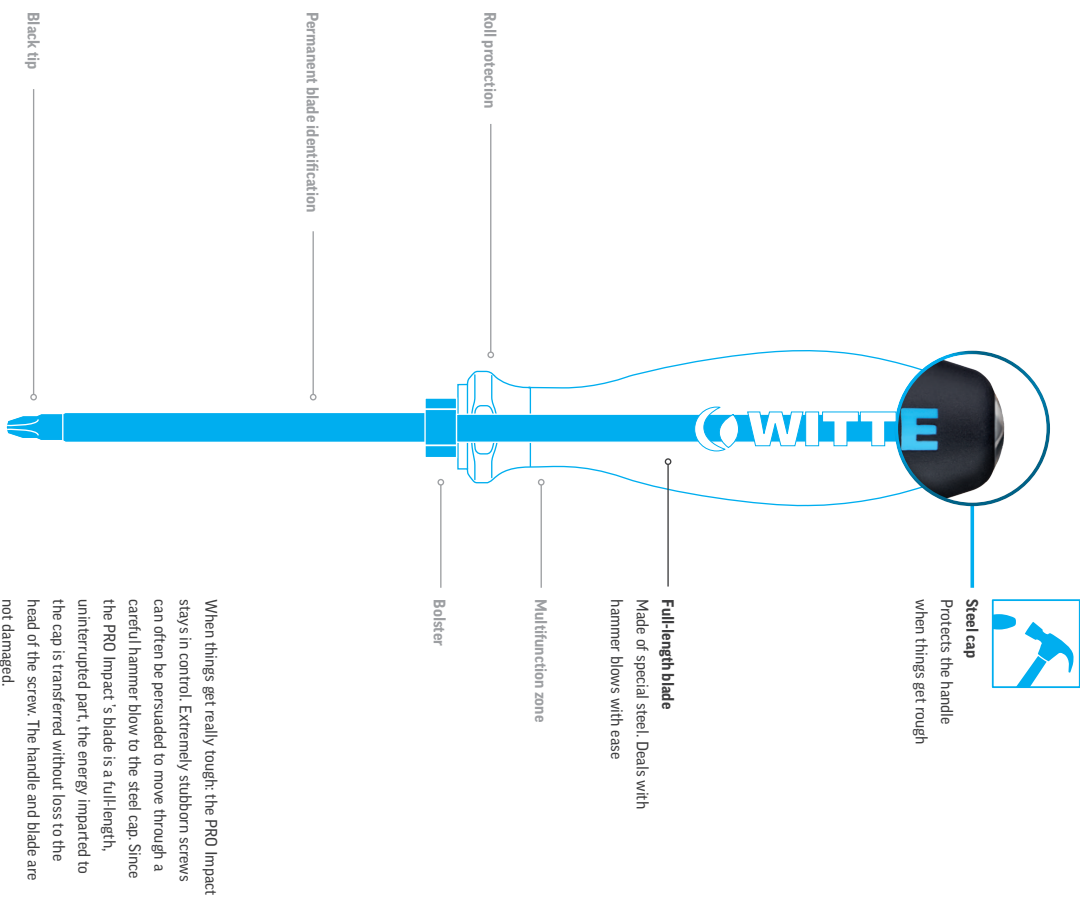 Roll protection
Permanent blade identification
Black tip
WITTE
Steel cap
Protects the handle
when things get rough
Full-length blade
Made of special steel. Deals with
hammer blows with ease
Multifunction zone
Bolster
When things get really tough: the PRO Impact
stays in control. Extremely stubborn screws
can often be persuaded to move through a
careful hammer blow to the steel cap. Since
the PRO Impact 's blade is a full-length,
uninterrupted part, the energy imparted to
the cap is transferred without loss to the
head of the screw. The handle and blade are
not damaged.